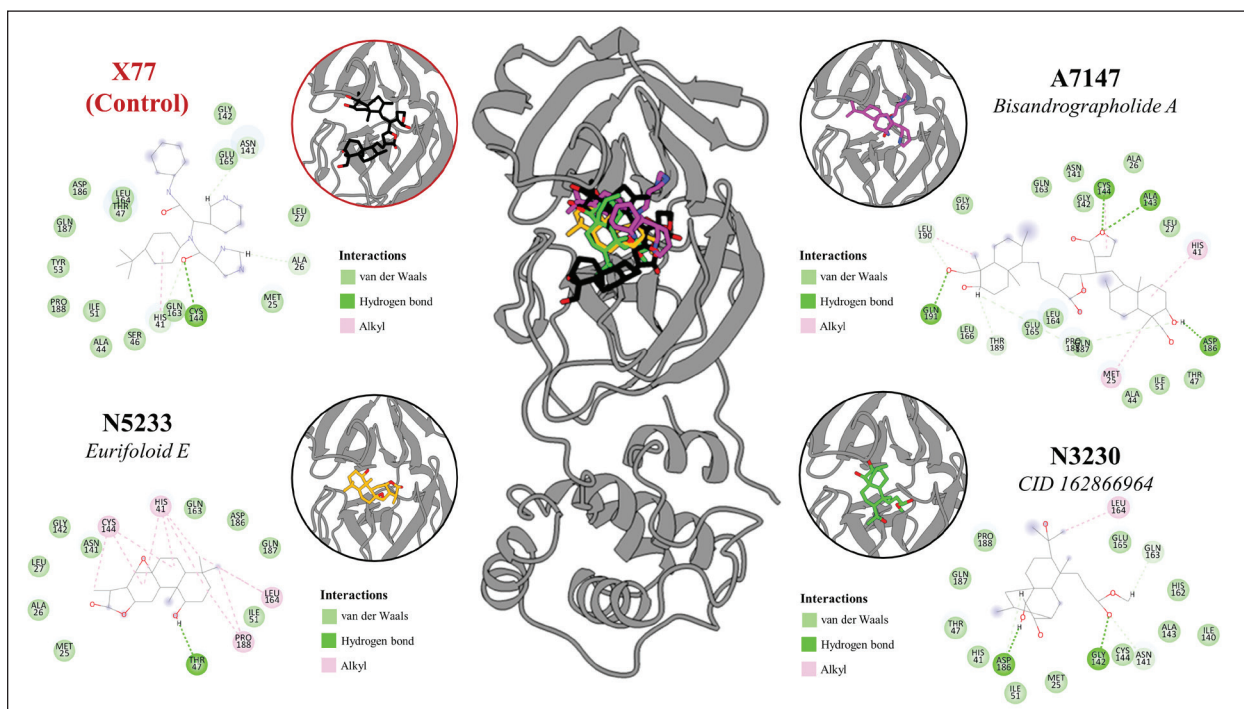 X77
(Control)
GLY
142
ASN
141
GLU
165
ASP
186
LEU
164
THR
47
GLN
187
LEU
27
TYR
53
ALA
26
PRO
188
ILE
51
GLN
163
CYS
144
MET
25
HIS
41
SER
46
ALA
44
H
N
O
N
H
N
O
N
H
Interactions
van der Waals
Hydrogen bond
Alkyl
A7147
Bisandrographolide A
ALA
26
ASN
141
CYS
144
GLN
163
GLY
142
ALA
143
GLY
167
LEU
27
LEU
190
HIS
41
GLN
191
LEU
166
THR
189
GLU
165
LEU
164
PRO
188
GLN
187
ASP
186
MET
25
ALA
44
ILE
51
THR
47
O
O
H
O
O
O
O
O
H
O
Interactions
van der Waals
Hydrogen bond
Alkyl
N5233
Eurifoloid E
HIS
41
GLN
163
CYS
144
ASP
186
GLY
142
ASN
141
GLN
187
LEU
27
LEU
164
ALA
26
ILE
51
PRO
188
MET
25
THR
47
O
O
O
O
H
Interactions
van der Waals
Hydrogen bond
Alkyl
N3230
CID 162866964
LEU
164
PRO
188
GLU
165
GLN
163
GLN
187
HIS
162
THR
47
ALA
143
ILE
140
HIS
41
ASP
186
GLY
142
CYS
144
ASN
141
MET
25
ILE
51
O
H
O
H
O
O
O
Interactions
van der Waals
Hydrogen bond
Alkyl